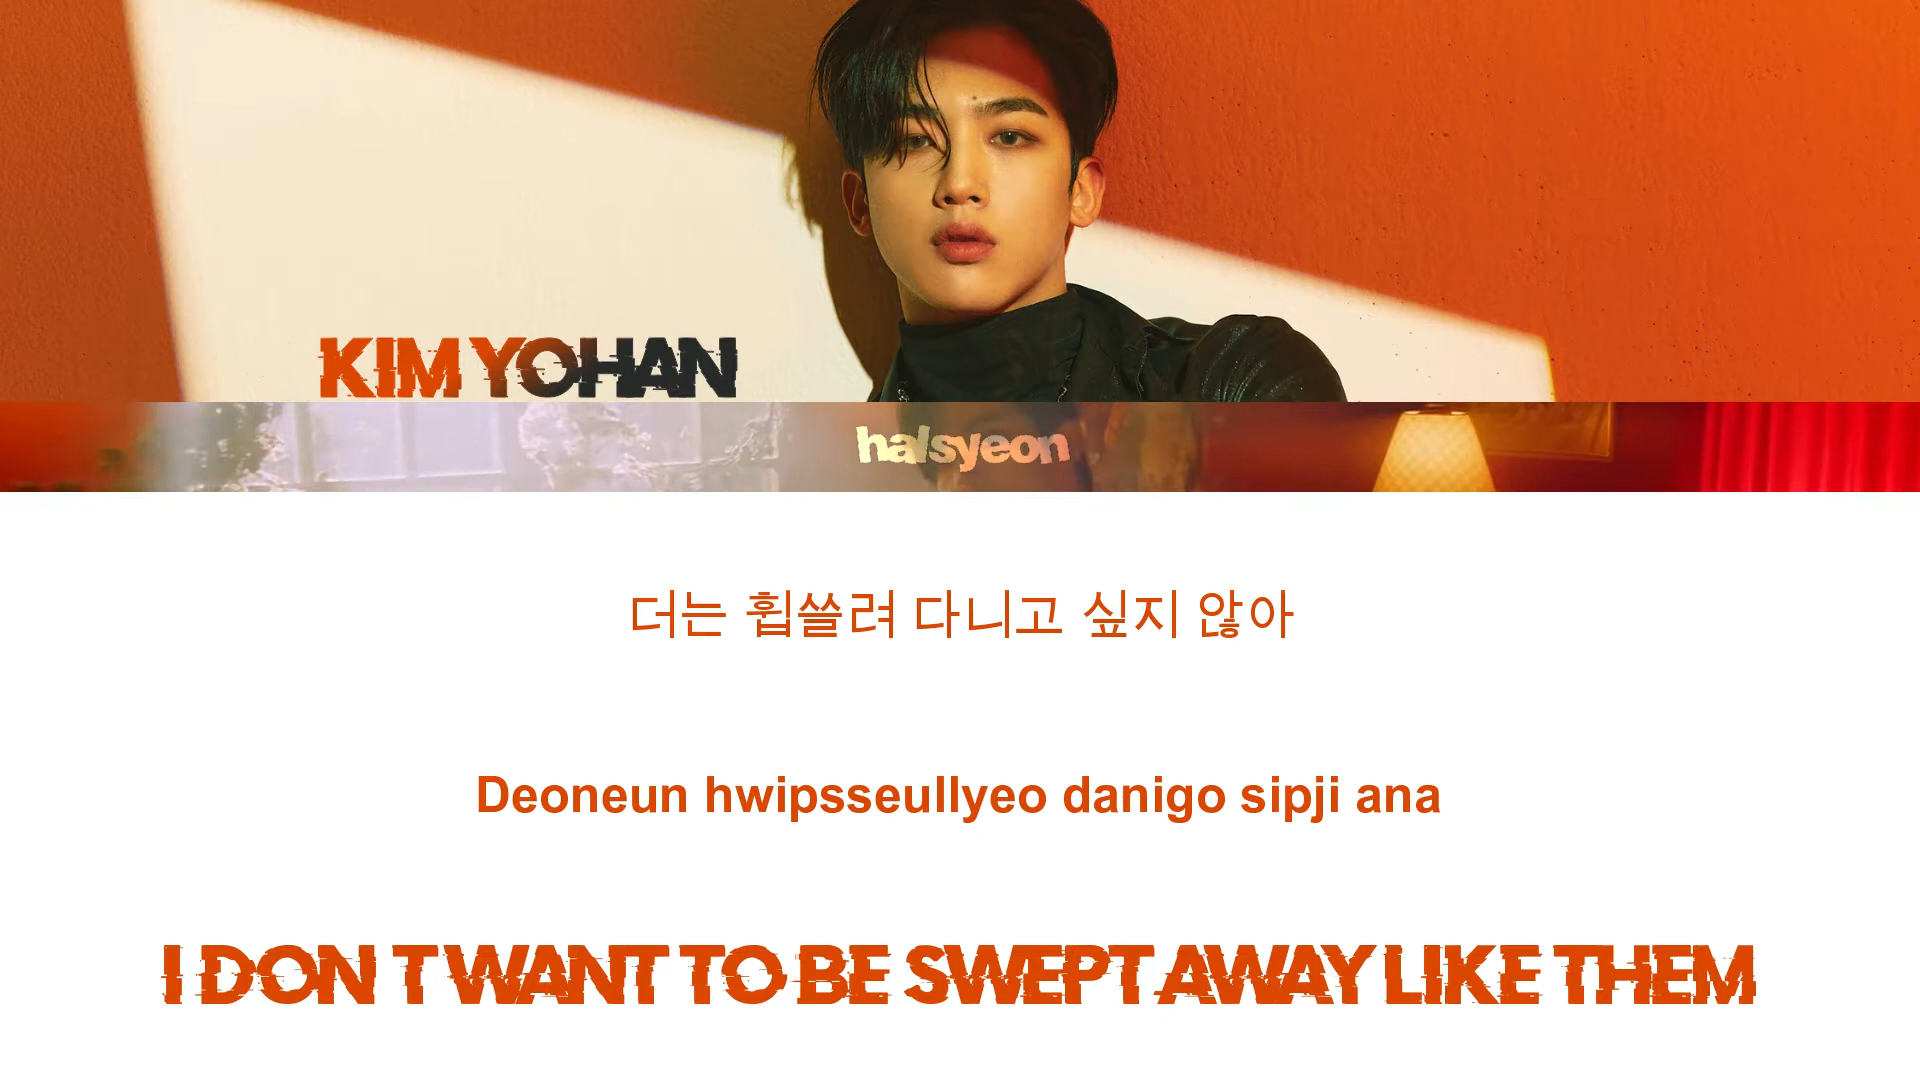 KIM YOHAN
halsyeon
더는 휩쓸려 다니고 싶지 않아
Deoneun hwipsseullyeo danigo sipji ana
I DON T WANT TO BE SWEPT AWAY LIKE THEM